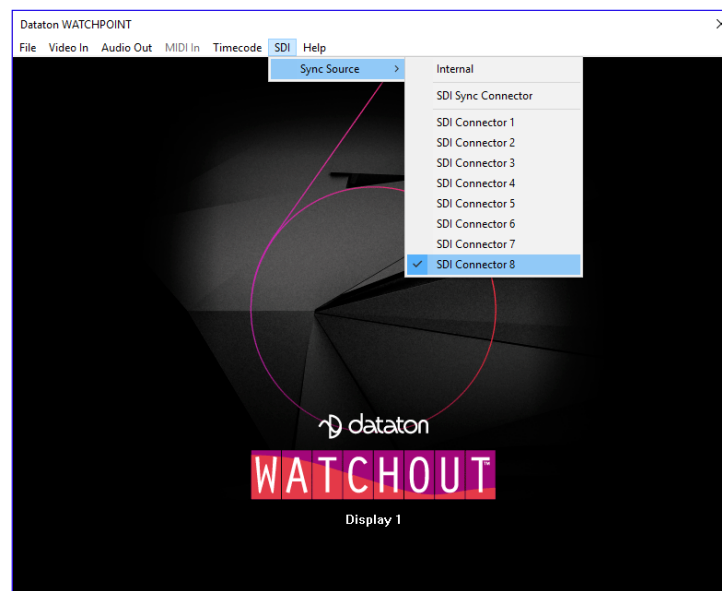 Dataton WATCHPOINT
File Video In Audio Out MIDI In Timecode SDI Help
Sync Source
Internal
SDI Sync Connector
SDI Connector 1
SDI Connector 2
SDI Connector 3
SDI Connector 4
SDI Connector 5
SDI Connector 6
SDI Connector 7
SDI Connector 8
dataton
WATCHOUT™
Display 1